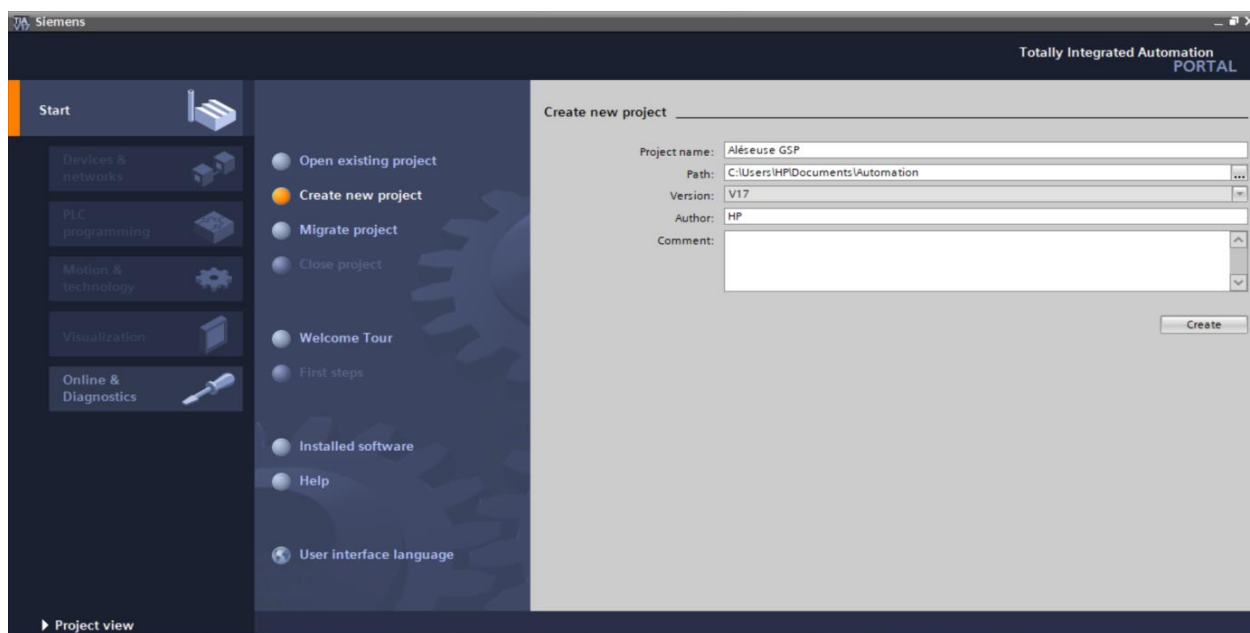 Siemens
Totally Integrated Automation
PORTAL
Start
Devices &
networks
PLC
programming
Motion &
technology
Visualization
Online &
Diagnostics
Open existing project
Create new project
Migrate project
Close project
Welcome Tour
First steps
Installed software
Help
User interface language
Create new project
Project name: Aléseuse GSP
Path: C:\Users\HP\Documents\Automation
...
Version: V17
Author: HP
Comment:
Create
Project view